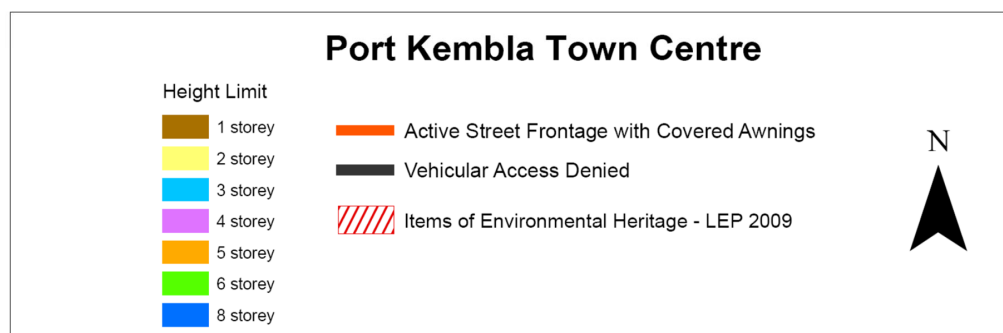 Port Kembla Town Centre
Height Limit
1 storey
2 storey
3 storey
4 storey
5 storey
6 storey
8 storey
Active Street Frontage with Covered Awnings
Vehicular Access Denied
Items of Environmental Heritage - LEP 2009
N